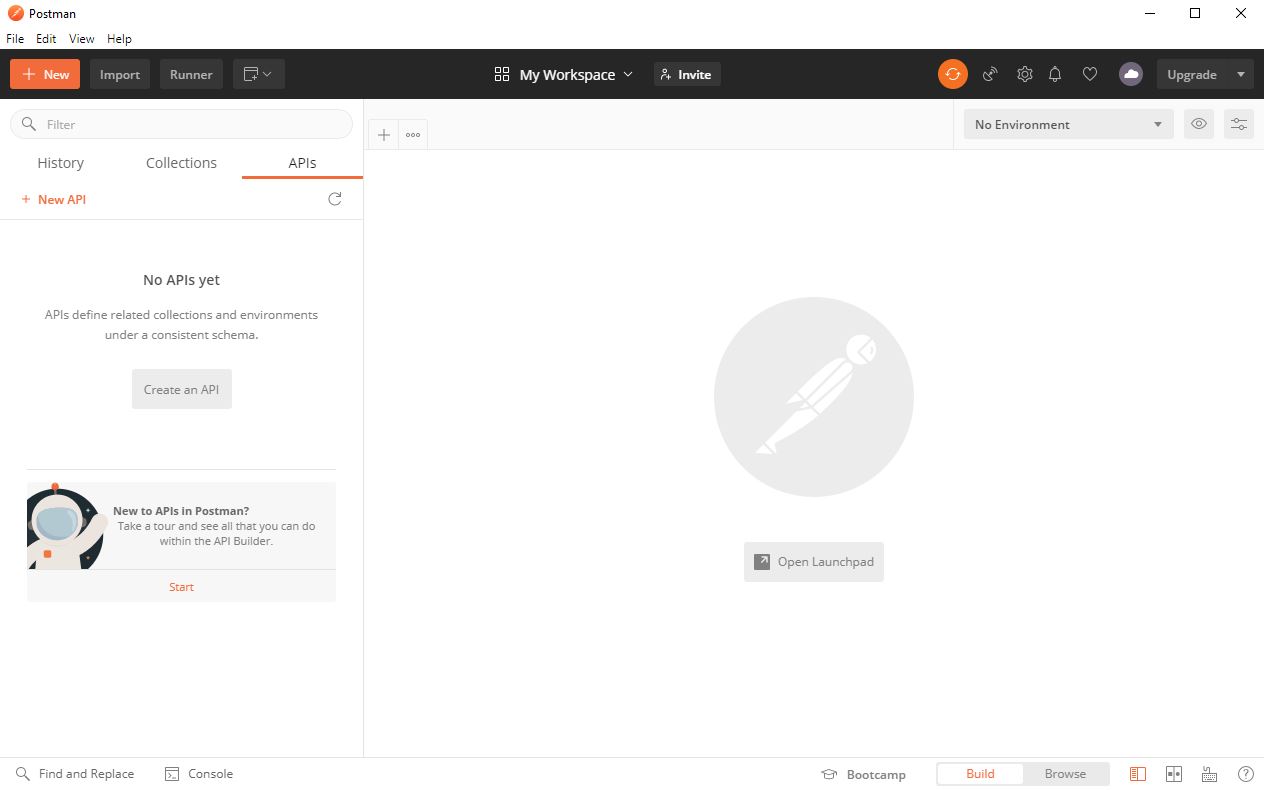 Postman
File Edit View Help
New Import Runner My Workspace Invite Upgrade
Filter
No Environment
History Collections APIs
+ New API
No APIs yet
APIs define related collections and environments
under a consistent schema.
Create an API
New to APIs in Postman?
Take a tour and see all that you can do
within the API Builder.
Start
Open Launchpad
Find and Replace Console Bootcamp Build Browse